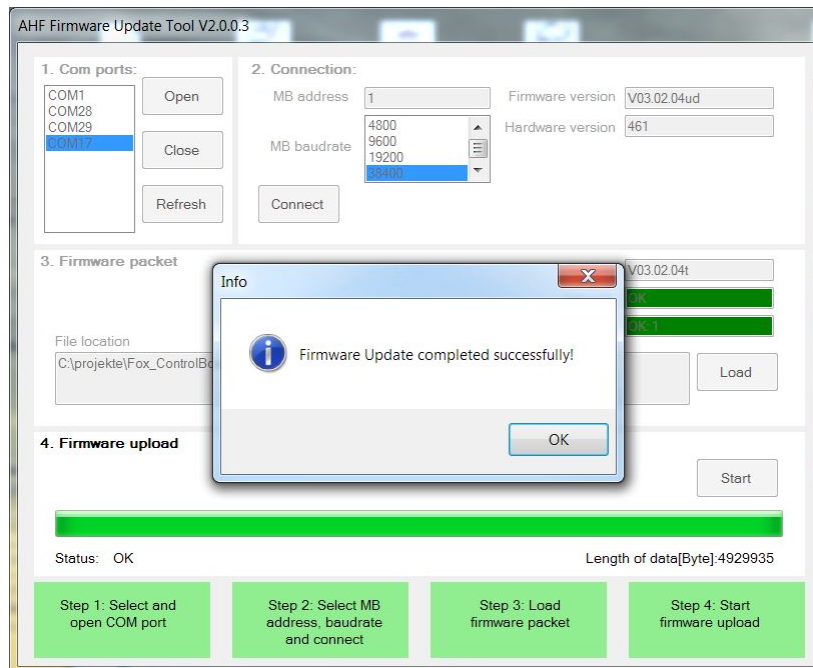 AHF Firmware Update Tool V2.0.0.3
1. Com ports:
COM1
COM28
COM29
COM17
Open
Close
Refresh
2. Connection:
MB address
1
MB baudrate
4800
9600
19200
38400
Connect
Firmware version
V03.02.04ud
Hardware version
461
3. Firmware packet
V03.02.04t
OK
OK: 1
File location
C:\projekte\Fox_ControlBo
Load
Info
Firmware Update completed successfully!
OK
4. Firmware upload
Start
Status: OK
Length of data[Byte]:4929935
Step 1: Select and
open COM port
Step 2: Select MB
address, baudrate
and connect
Step 3: Load
firmware packet
Step 4: Start
firmware upload